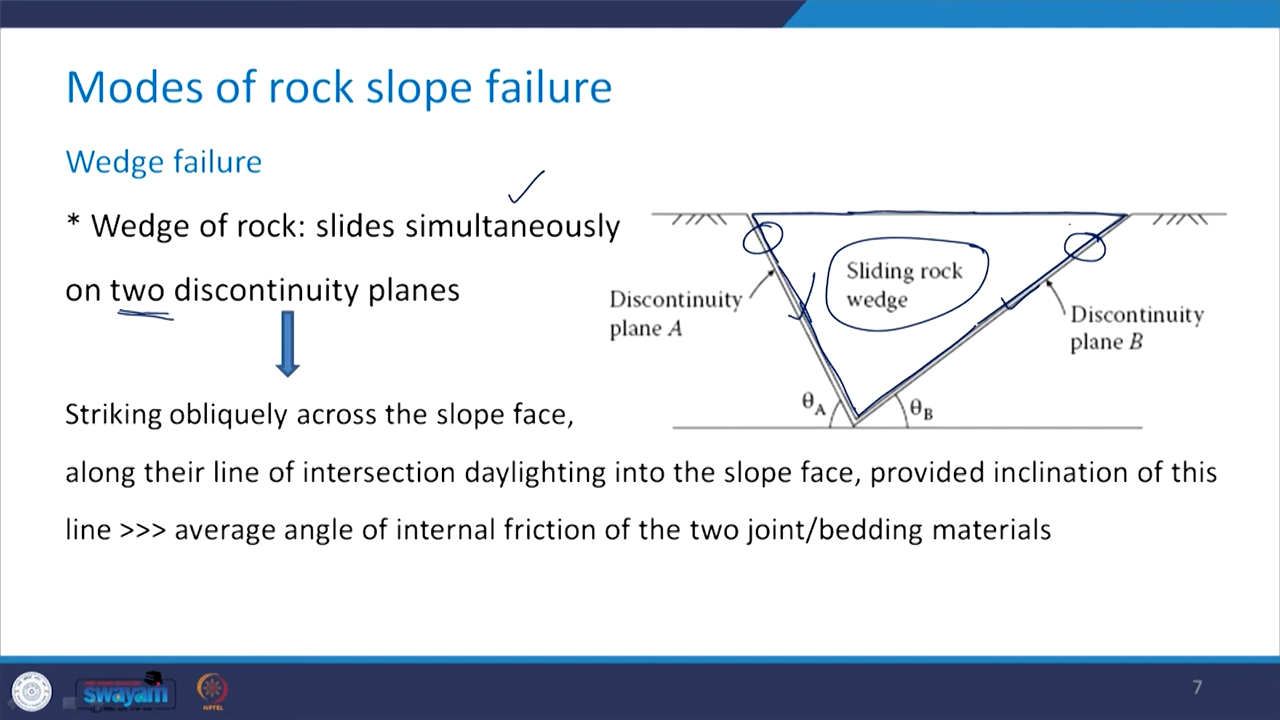 Modes of rock slope failure
Wedge failure
* Wedge of rock: slides simultaneously
on two discontinuity planes
Sliding rock
wedge
Discontinuity
plane A
Discontinuity
plane B
θA
θB
Striking obliquely across the slope face,
along their line of intersection daylighting into the slope face, provided inclination of this
line >>> average angle of internal friction of the two joint/bedding materials
swayam
NPTEL
7